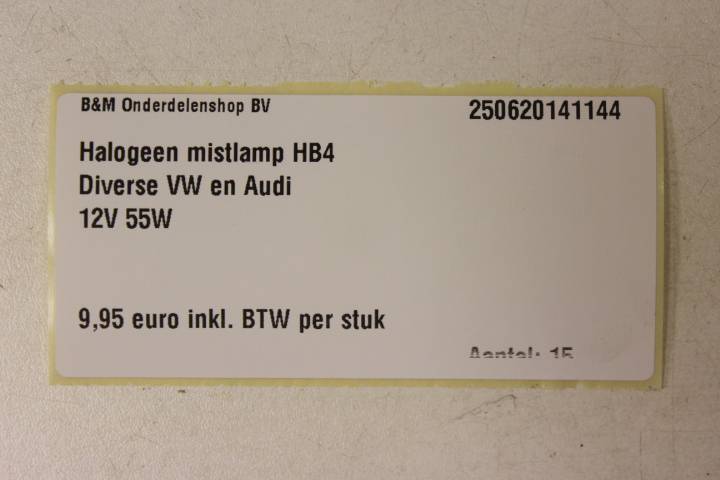 B&M Onderdelenshop BV 250620141144
Halogeen mistlamp HB4
Diverse VW en Audi
12V 55W
9,95 euro inkl. BTW per stuk
Aantal: